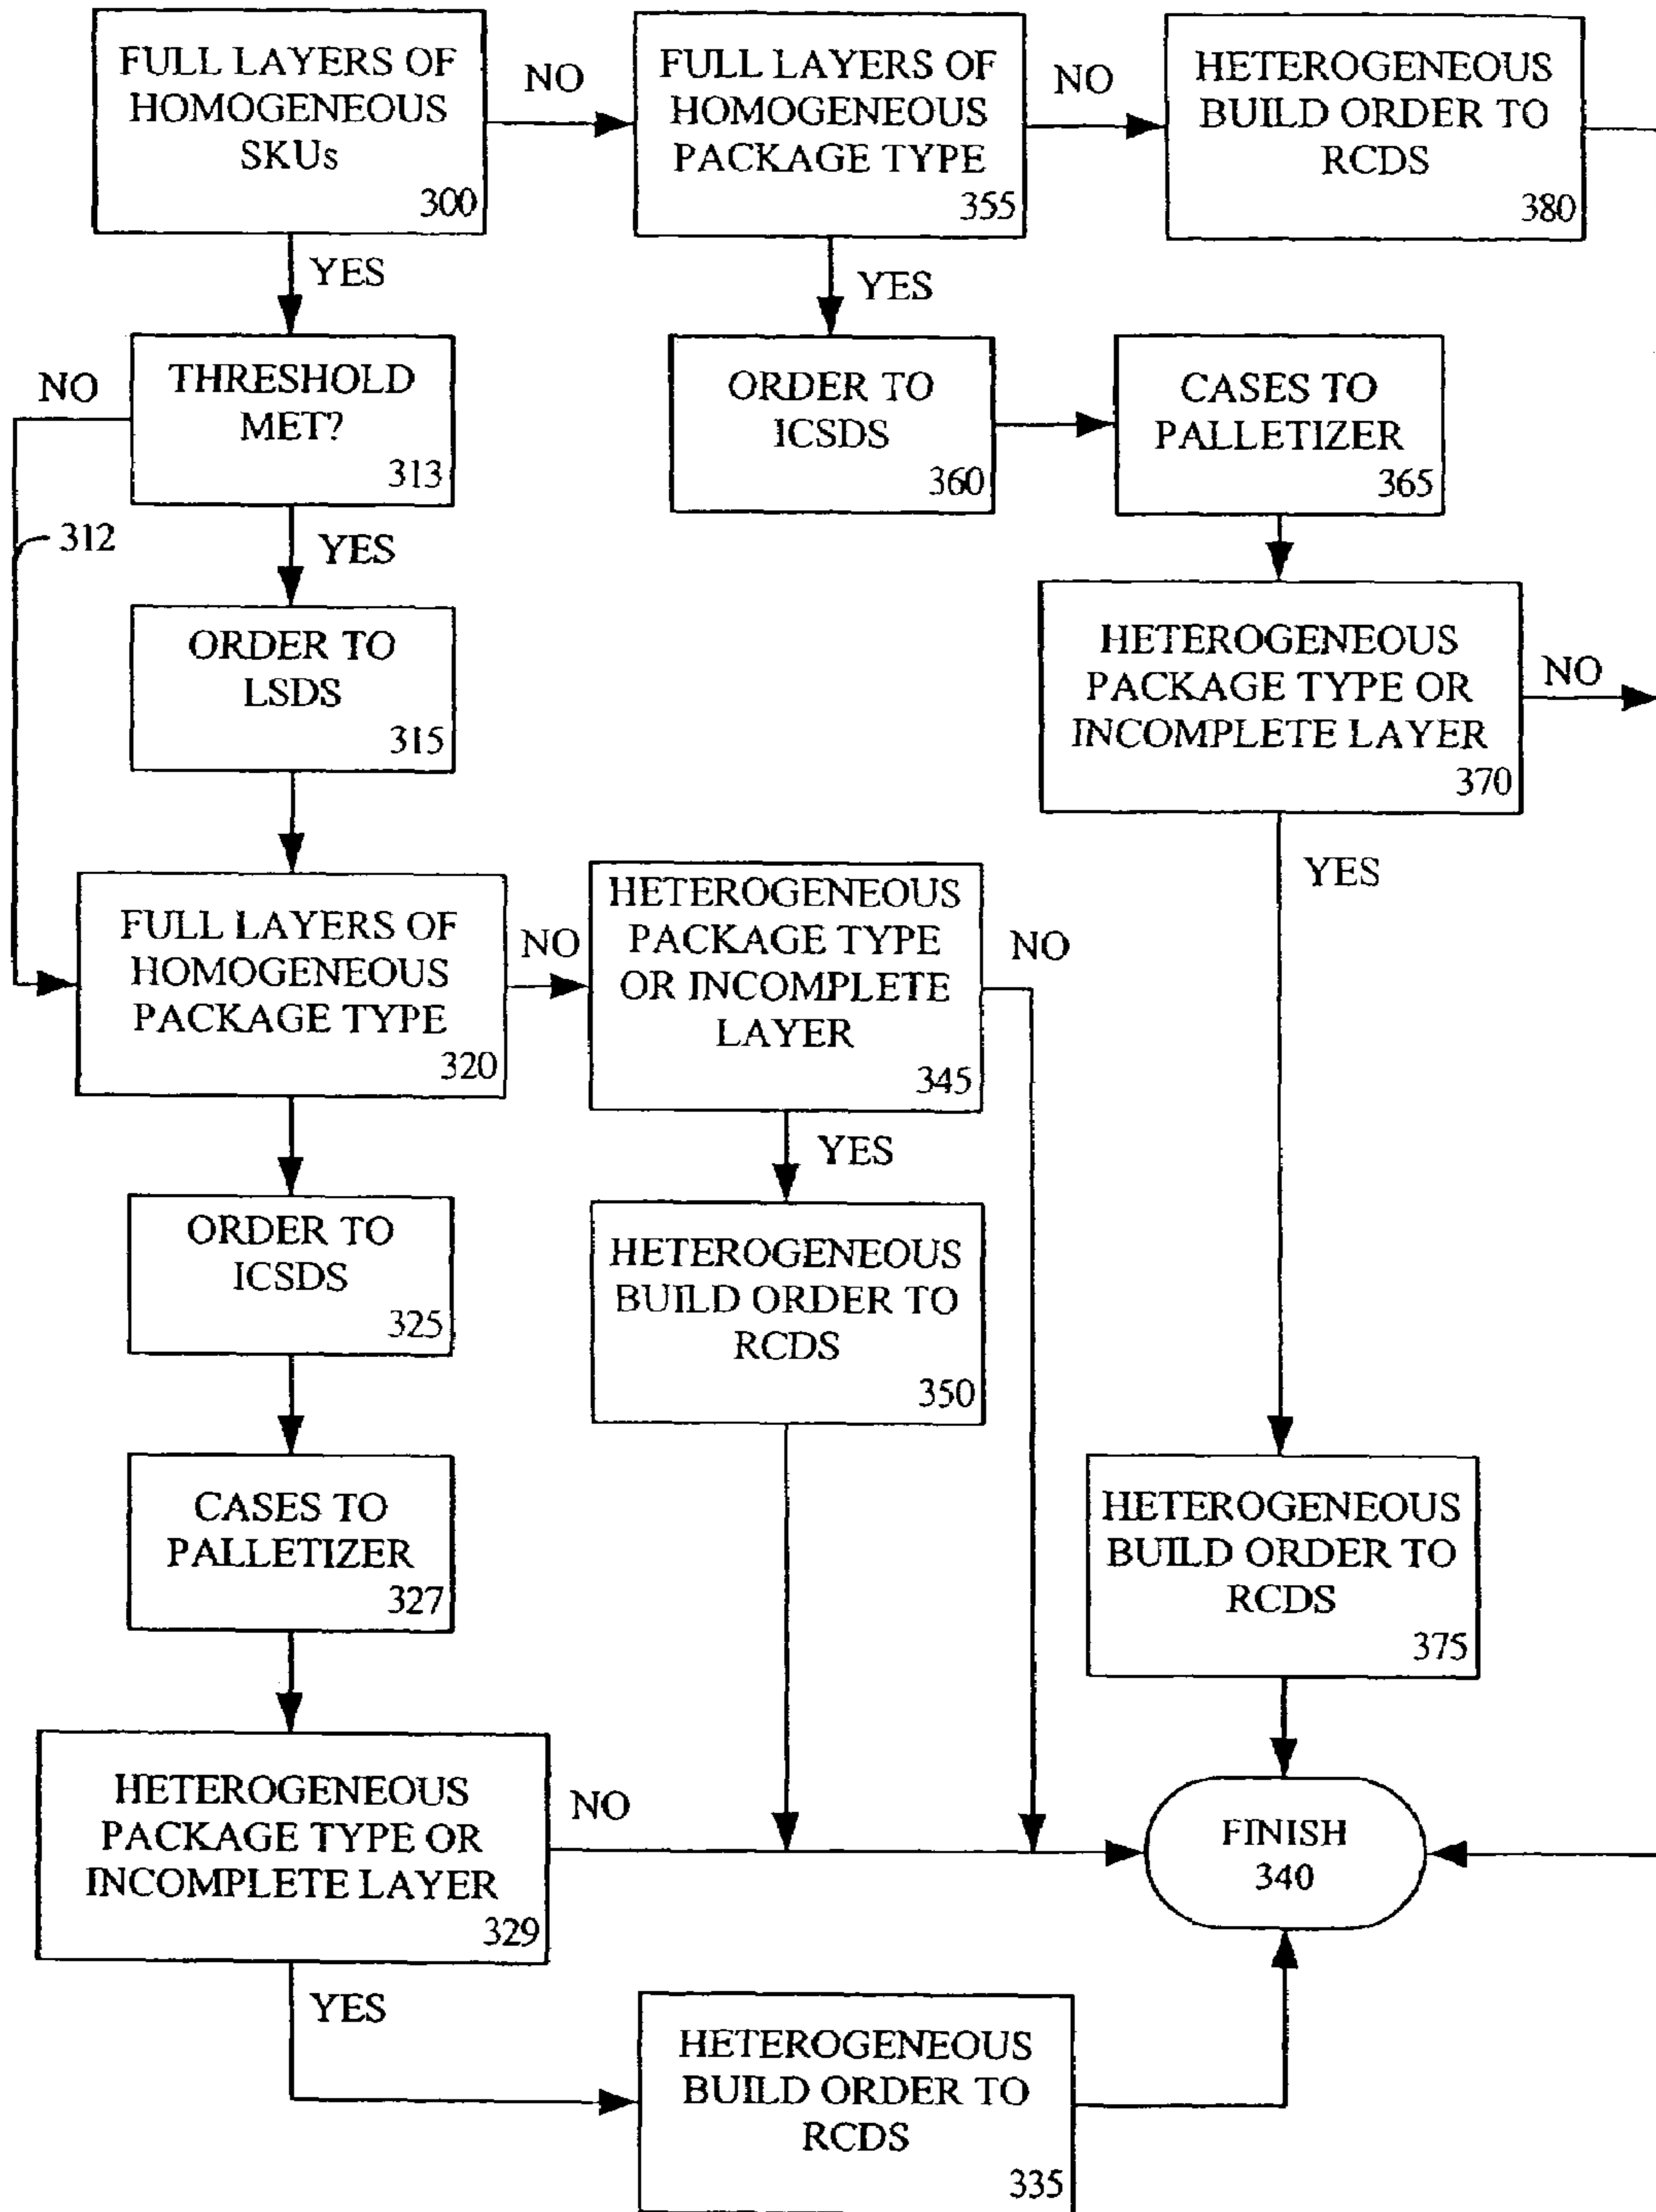 FULL LAYERS OF
HOMOGENEOUS
SKUs
300
NO
FULL LAYERS OF
HOMOGENEOUS
PACKAGE TYPE
355
NO
HETEROGENEOUS
BUILD ORDER TO
RCDS
380
YES
YES
NO
THRESHOLD
MET?
313
312
YES
ORDER TO
ICSDS
360
CASES TO
PALLETIZER
365
ORDER TO
LSDS
315
HETEROGENEOUS
PACKAGE TYPE OR
INCOMPLETE LAYER
370
NO
YES
FULL LAYERS OF
HOMOGENEOUS
PACKAGE TYPE
320
NO
HETEROGENEOUS
PACKAGE TYPE
OR INCOMPLETE
LAYER
345
NO
YES
ORDER TO
ICSDS
325
HETEROGENEOUS
BUILD ORDER TO
RCDS
350
CASES TO
PALLETIZER
327
HETEROGENEOUS
BUILD ORDER TO
RCDS
375
HETEROGENEOUS
PACKAGE TYPE OR
INCOMPLETE LAYER
329
NO
FINISH
340
YES
HETEROGENEOUS
BUILD ORDER TO
RCDS
335